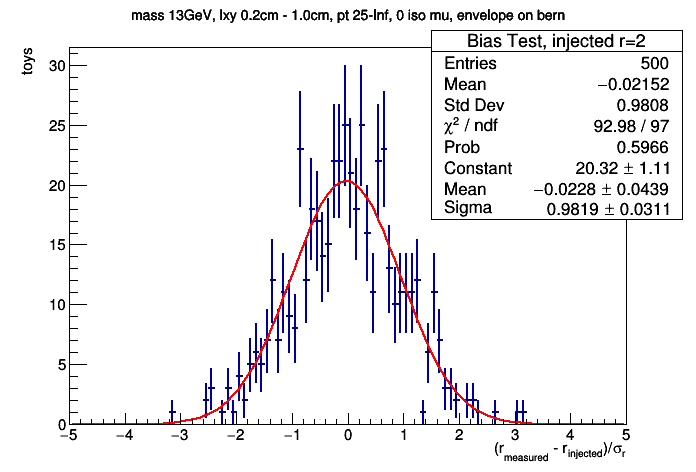 mass 13GeV, lxy 0.2cm - 1.0cm, pt 25-Inf, 0 iso mu, envelope on bern
toys
Bias Test, injected r=2
Entries 500
Mean −0.02152
Std Dev 0.9808
χ² / ndf 92.98 / 97
Prob 0.5966
Constant 20.32 ± 1.11
Mean −0.0228 ± 0.0439
Sigma 0.9819 ± 0.0311
30
25
20
15
10
5
0
−5 −4 −3 −2 −1 0 1 2 3 4 5
(r_measured - r_injected)/σ_r